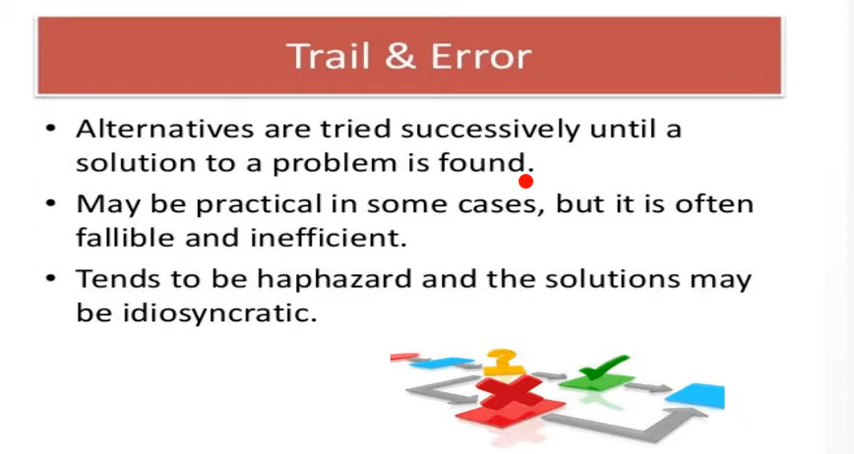 Trail & Error
• Alternatives are tried successively until a
solution to a problem is found.
• May be practical in some cases, but it is often
fallible and inefficient.
• Tends to be haphazard and the solutions may
be idiosyncratic.
?